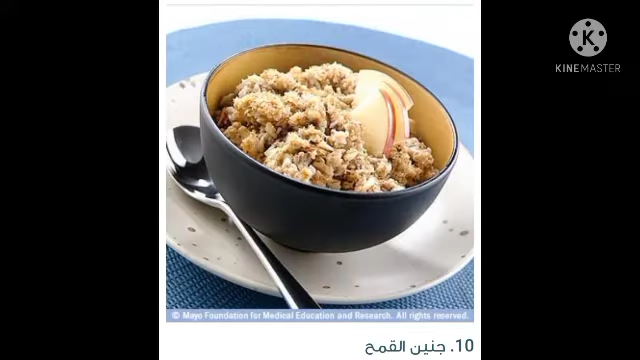 K
KINEMASTER
© Mayo Foundation for Medical Education and Research. All rights reserved.
10. جنين القمح